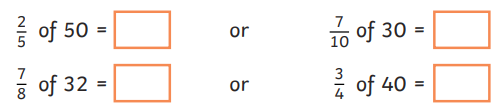 2/5 of 50 = or 7/10 of 30 =
7/8 of 32 = or 3/4 of 40 =